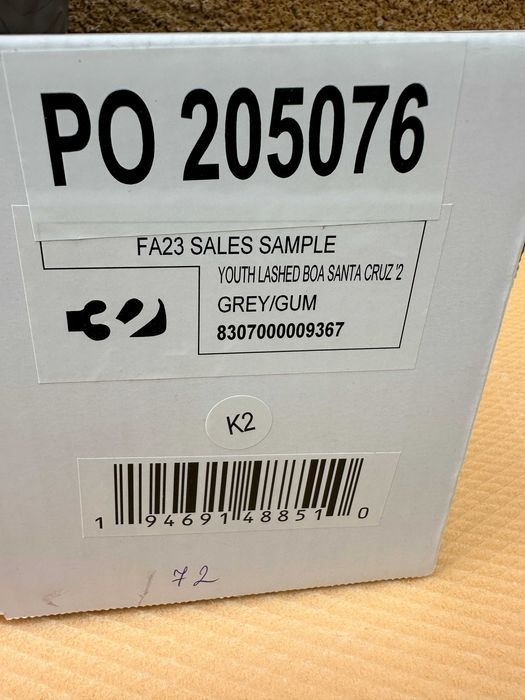 PO 205076
FA23 SALES SAMPLE
YOUTH LASHED BOA SANTA CRUZ '2
GREY/GUM
8307000009367
32
K2
1 94691 48851 0
72